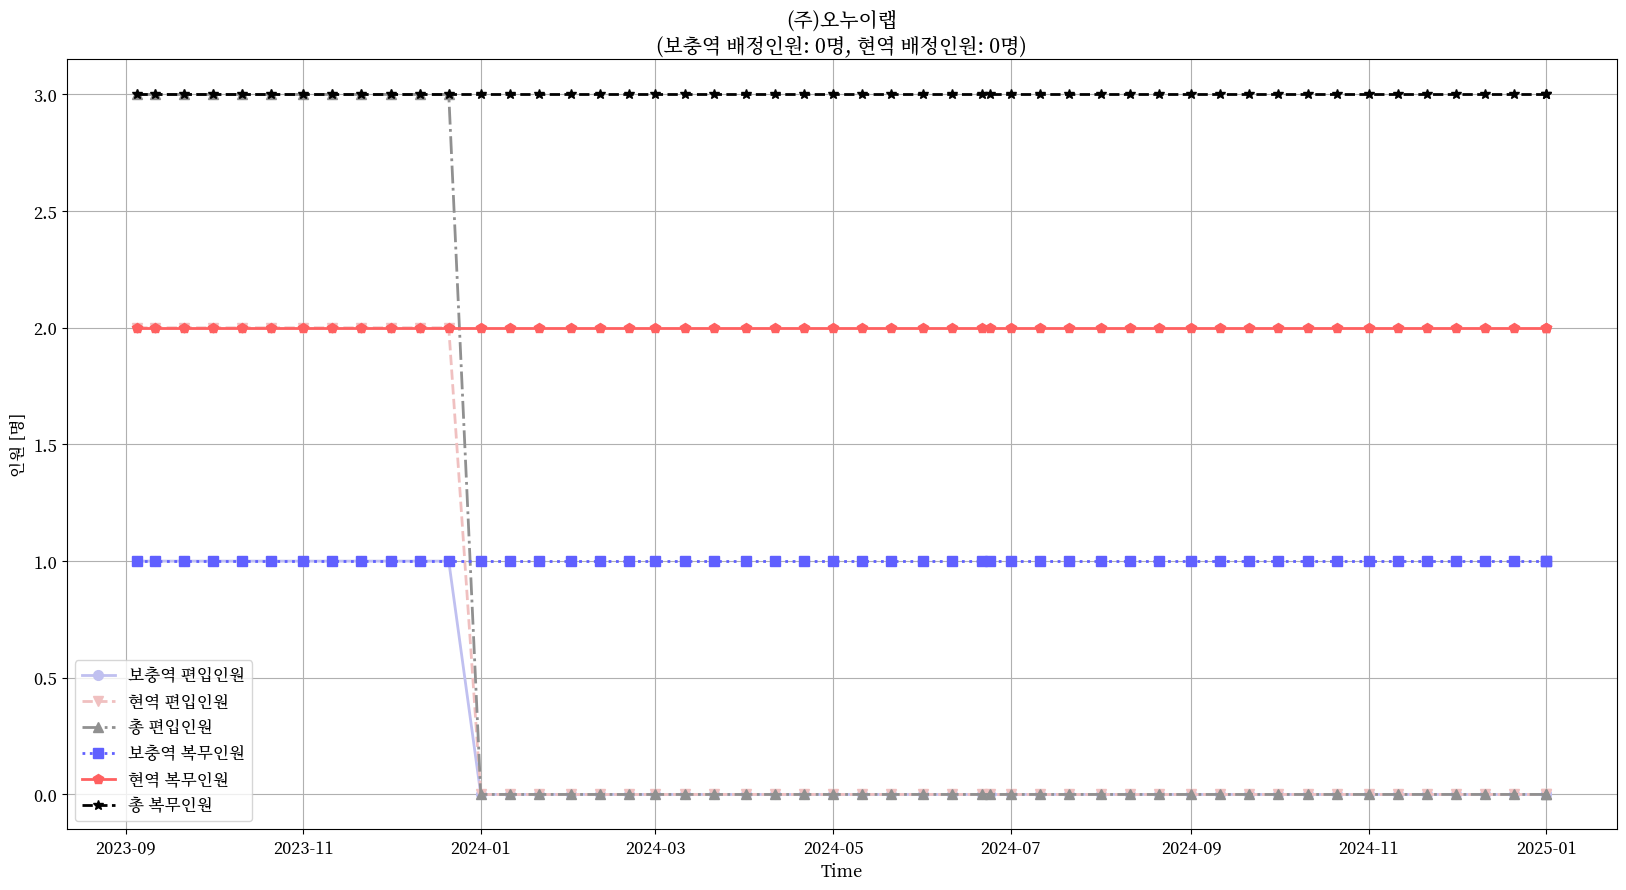 (주)오누이랩
(보충역 배정인원: 0명, 현역 배정인원: 0명)
3.0
2.5
2.0
1.5
1.0
0.5
0.0
인원 [명]
보충역 편입인원
현역 편입인원
총 편입인원
보충역 복무인원
현역 복무인원
총 복무인원
2023-09 2023-11 2024-01 2024-03 2024-05 2024-07 2024-09 2024-11 2025-01
Time